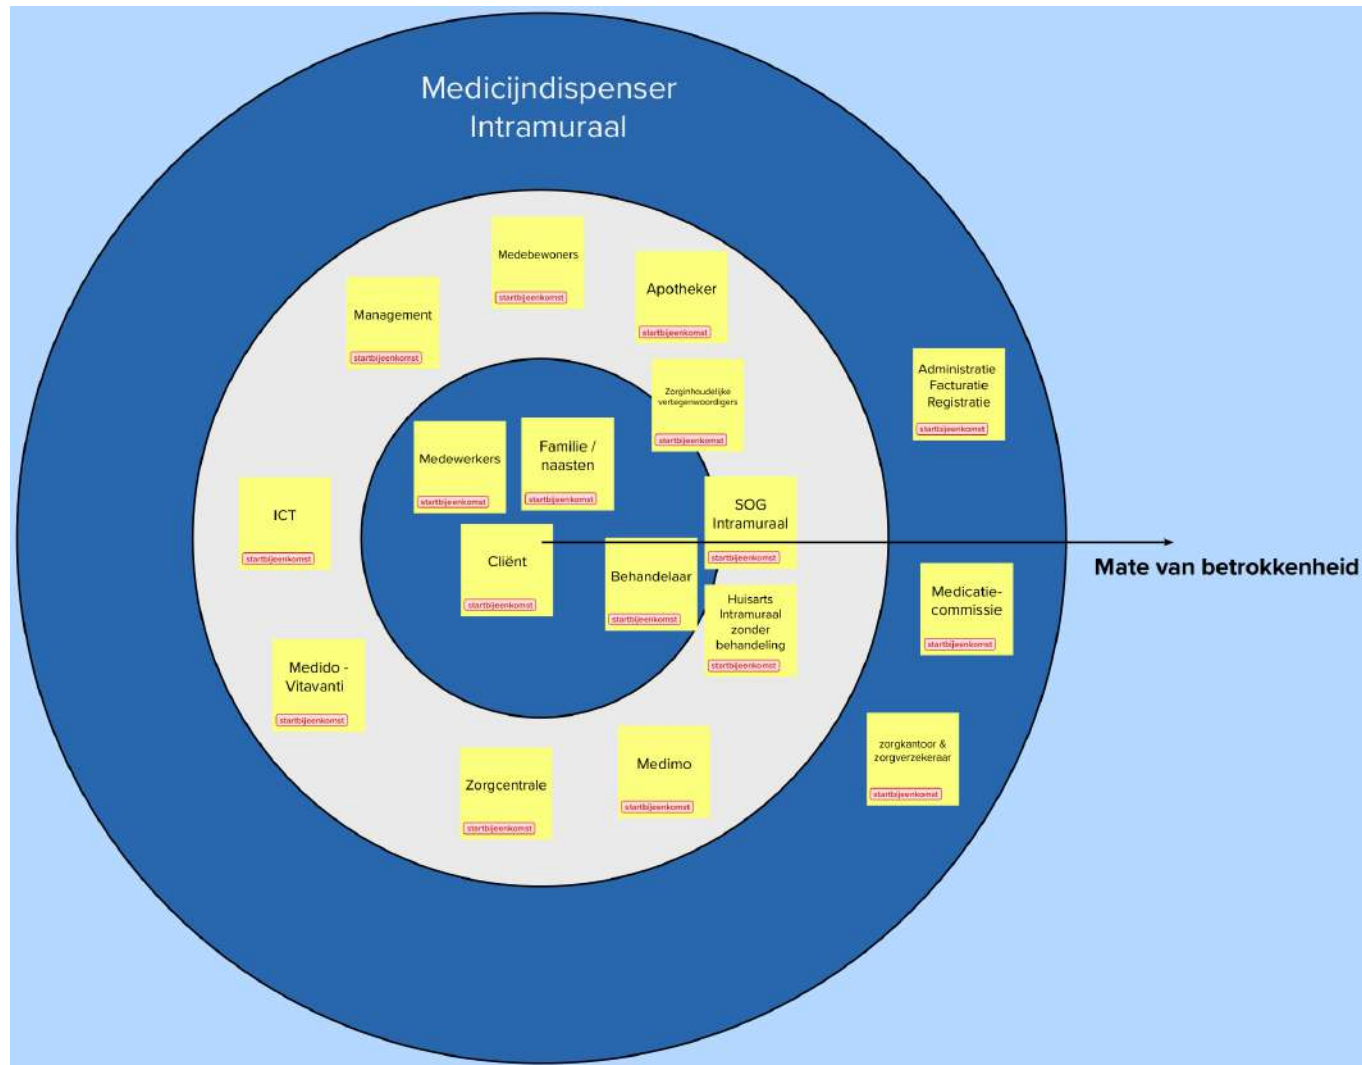 Medicijndispenser
Intramuraal
Medebewoners
startbijeenkomst
Apotheker
startbijeenkomst
Management
startbijeenkomst
Zorginhoudelijke
vertegenwoordigers
startbijeenkomst
Administratie
Facturatie
Registratie
startbijeenkomst
Medewerkers
startbijeenkomst
Familie /
naasten
startbijeenkomst
ICT
startbijeenkomst
SOG
Intramuraal
startbijeenkomst
Cliënt
startbijeenkomst
Behandelaar
startbijeenkomst
Mate van betrokkenheid
Huisarts
Intramuraal
zonder
behandeling
startbijeenkomst
Medicatie-
commissie
startbijeenkomst
Medido -
Vitavanti
startbijeenkomst
Zorgcentrale
startbijeenkomst
Medimo
startbijeenkomst
zorgkantoor &
zorgverzekeraar
startbijeenkomst